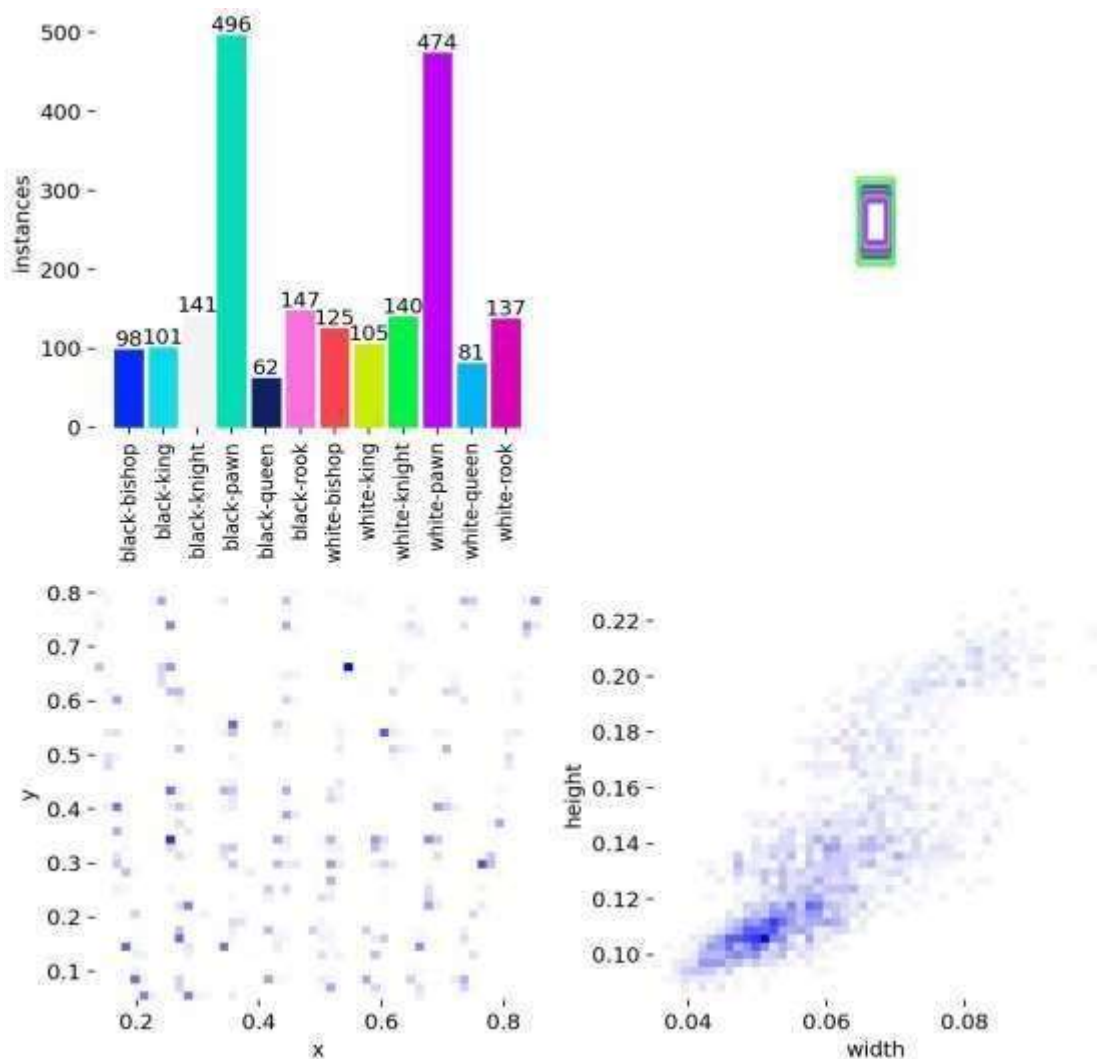 500
400
300
200
100
0
instances
98
101
141
496
62
147
125
105
140
474
81
137
black-bishop
black-king
black-knight
black-pawn
black-queen
black-rook
white-bishop
white-king
white-knight
white-pawn
white-queen
white-rook
0.8
0.7
0.6
0.5
0.4
0.3
0.2
0.1
y
0.2
0.4
0.6
0.8
x
0.22
0.20
0.18
0.16
0.14
0.12
0.10
height
0.04
0.06
0.08
width